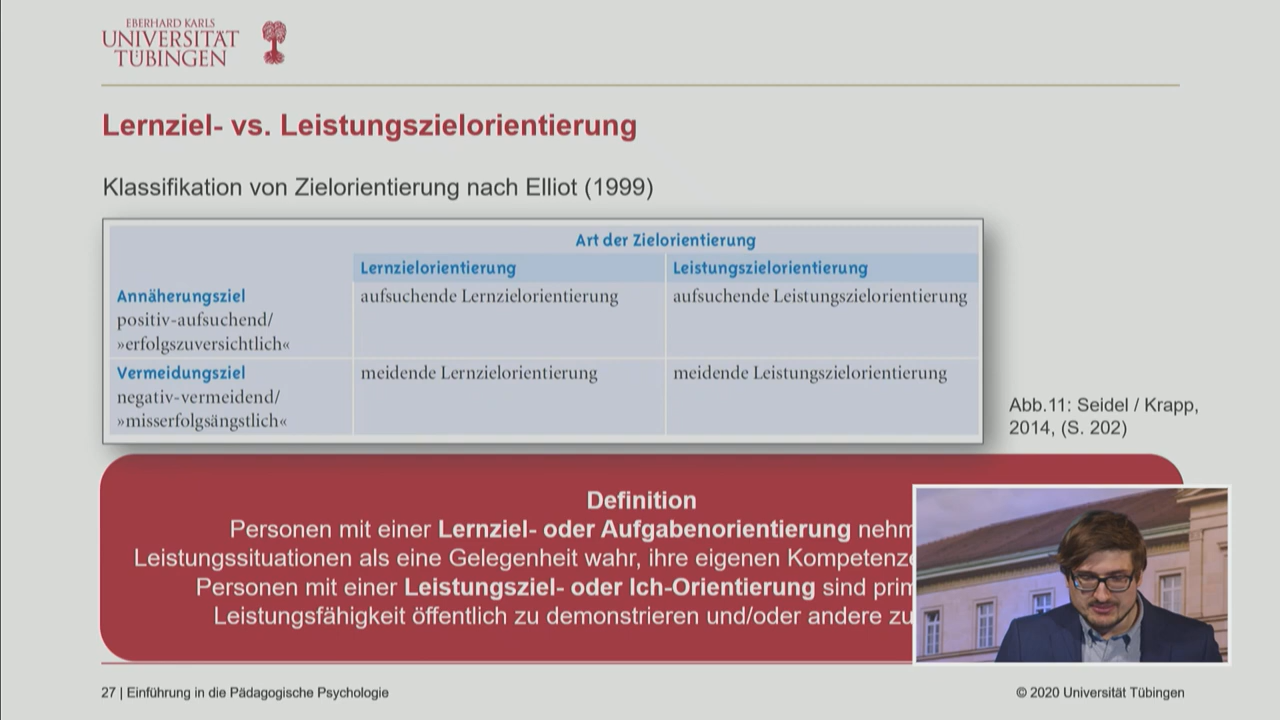 EBERHARD KARLS
UNIVERSITÄT
TÜBINGEN
Lernziel- vs. Leistungszielorientierung
Klassifikation von Zielorientierung nach Elliot (1999)
Art der Zielorientierung
Lernzielorientierung Leistungszielorientierung
Annäherungsziel aufsuchende Lernzielorientierung aufsuchende Leistungszielorientierung
positiv-aufsuchend/
»erfolgszuversichtlich«
Vermeidungsziel meidende Lernzielorientierung meidende Leistungszielorientierung
negativ-vermeidend/
»misserfolgsängstlich«
Abb.11: Seidel / Krapp,
2014, (S. 202)
Definition
Personen mit einer Lernziel- oder Aufgabenorientierung
Leistungssituationen als eine Gelegenheit wahr, ihre eigenen
Personen mit einer Leistungsziel- oder Ich-Orientierung sind
Leistungsfähigkeit öffentlich zu demonstrieren und/oder andere zu
27 | Einführung in die Pädagogische Psychologie
© 2020 Universität Tübingen